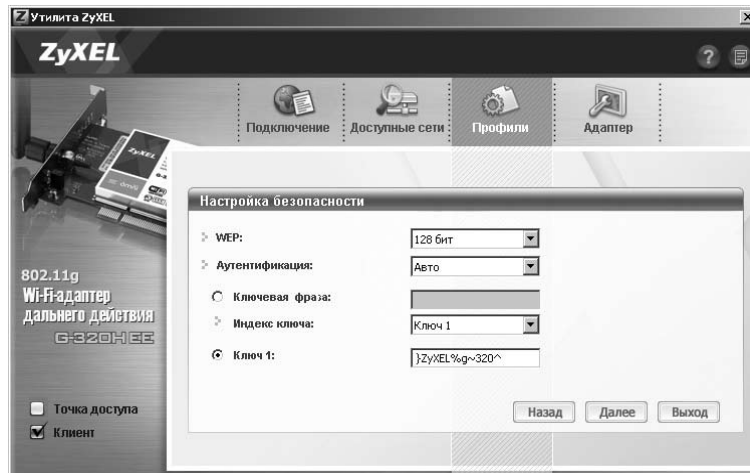 Утилита ZyXEL
ZyXEL
Подключение
Доступные сети
Профили
Адаптер
ZyXEL
Настройка безопасности
WEP:
128 бит
Аутентификация:
Авто
Ключевая фраза:
Индекс ключа:
Ключ 1
Ключ 1:
}ZyXEL%g~320^
802.11g
Wi-Fi-адаптер
дальнего действия
G-320H EE
Точка доступа
Клиент
Назад
Далее
Выход